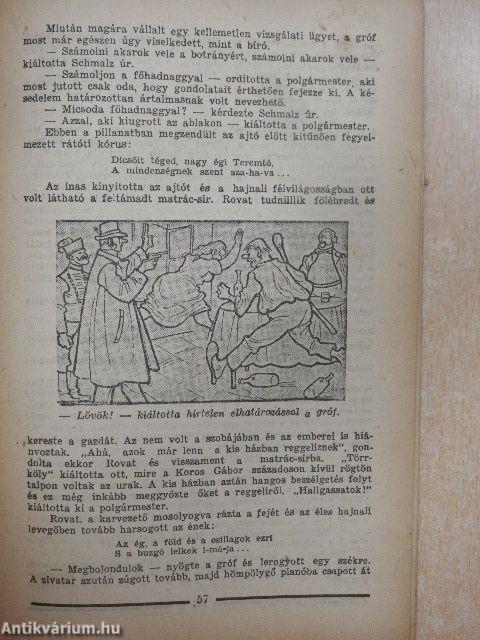 Miután magára vállalt egy kellemetlen vizsgálati ügyet, a gróf
most már egészen úgy viselkedett, mint a bíró.
— Számolni akarok vele a botrányért, számolni akarok vele —
kiáltotta Schmalz úr.
— Számoljon a főhadnaggyal — ordította a polgármester, aki
most jutott csak oda, hogy gondolatait érthetően fejezze ki. A ké-
sedelem határozottan ártalmasnak volt nevezhető.
— Micsoda főhadnaggyal? — kérdezte Schmalz úr.
— Azzal, aki kiugrott az ablakon — kiáltotta a polgármester.
Ebben a pillanatban megzendült az ajtó előtt kitűnően fegyel-
mezett rátóti kórus:
Dicsőit téged, nagy égi Teremtő,
A mindenségnek szent sza-ha-va...
Az inas kinyitotta az ajtót és a hajnali félvilágosságban ott
volt látható a feltámadt matrác-sír. Rovat tudniillik fölébredt és
— Lövök! — kiáltotta hirtelen elhatározással a gróf.
kereste a gazdát. Az nem volt a szobájában és az emberei is hiá-
nyoztak. „Ahá, azok már lenn a kis házban reggeliznek", gon-
dolta ekkor Rovat és visszament a matrác-sírba. „Törr-
köly" kiáltott ott, mire a Koros Gábor századoson kívül rögtön
talpon voltak az urak. A kis házban aztán hangos beszélgetés folyt
és ez még inkább meggyőzte őket a reggeliről. „Hallgassatok!"
kiáltotta ki a polgármester.
Rovat, a karvezető mosolyogva rázta a fejét és az éles hajnali
levegőben tovább harsogott az ének:
Az ég, a föld és a csillagok ezri
S a buzgó lelkek i-má-ja...
— Megbolondulok — nyögte a gróf és lerogyott egy székre.
A zivatar azután zúgott tovább, majd hömpölygő pianóba csapott át
57
Antikvárium.hu